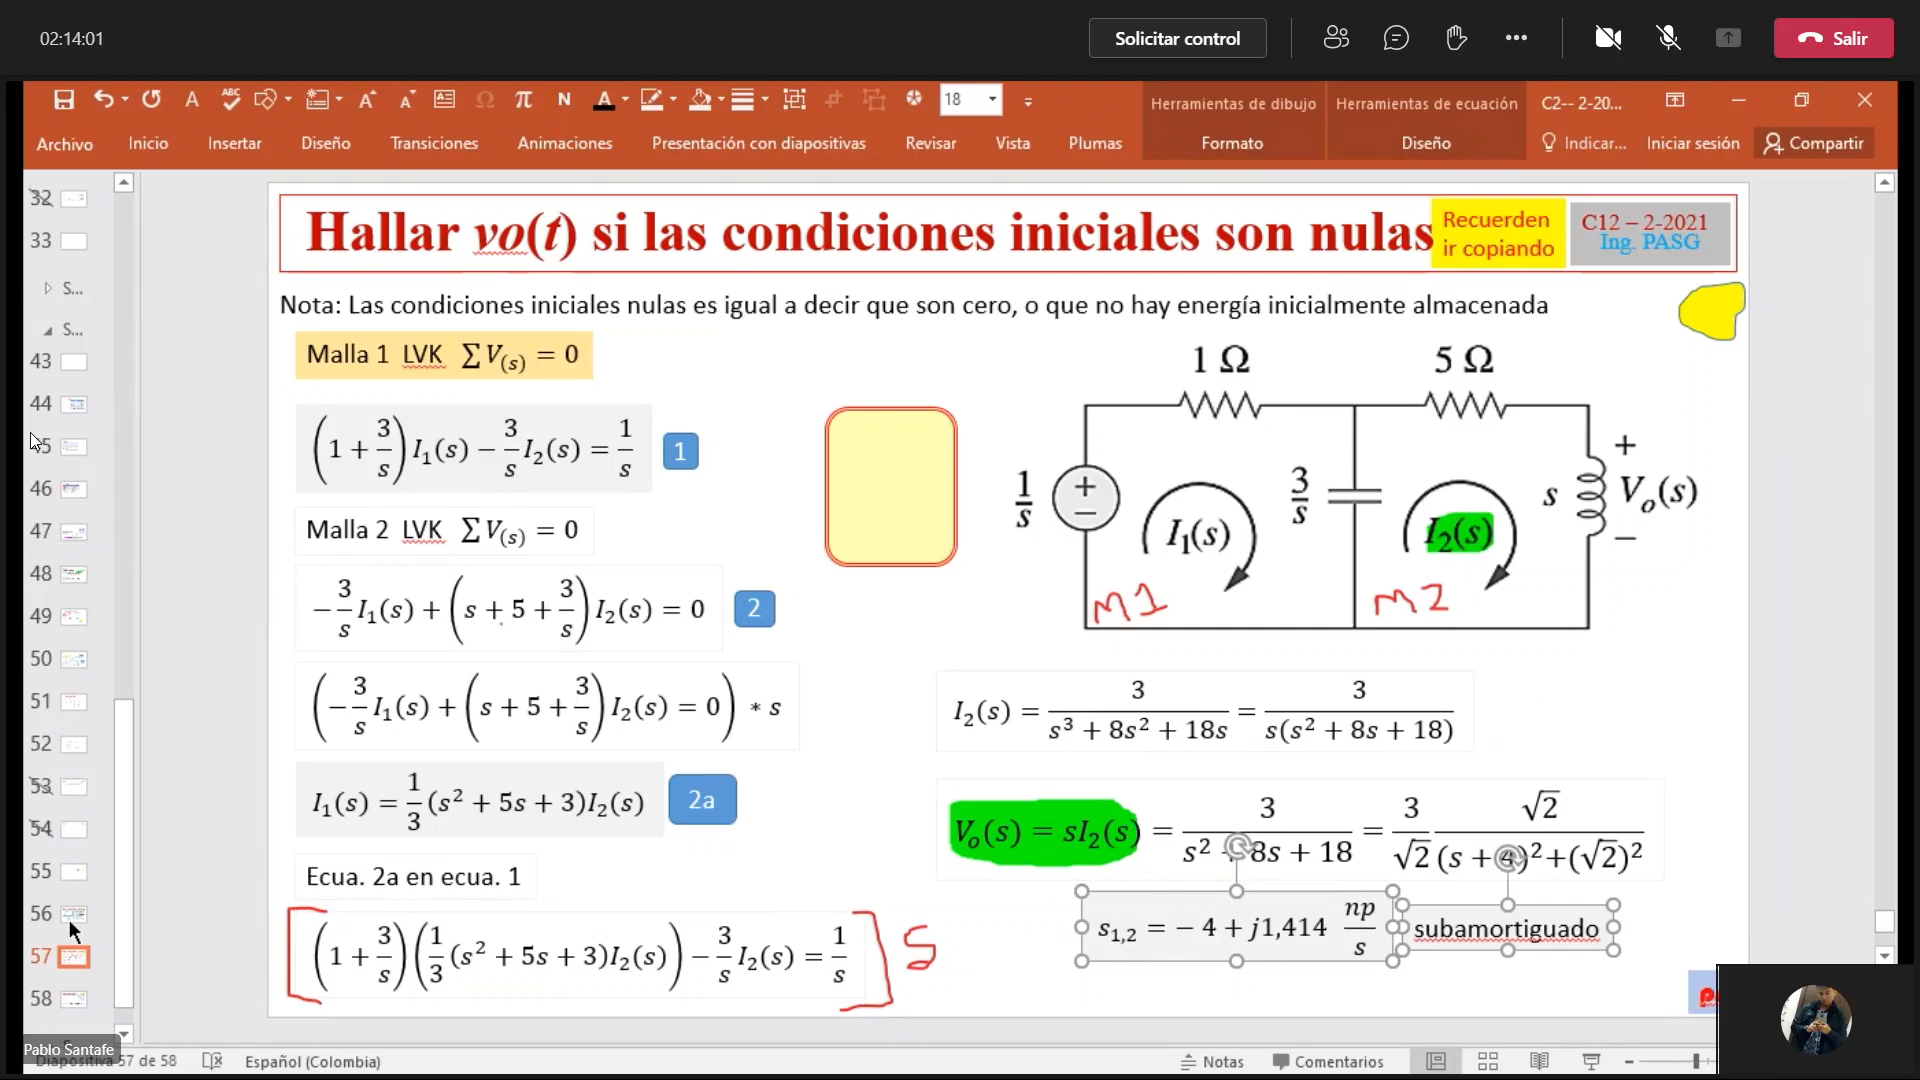 02:14:01
Solicitar control
Salir
18
Herramientas de dibujo
Herramientas de ecuación
C2-- 2-20...
Archivo
Inicio
Insertar
Diseño
Transiciones
Animaciones
Presentación con diapositivas
Revisar
Vista
Plumas
Formato
Diseño
Indicar...
Iniciar sesión
Compartir
32
33
S...
S...
43
44
45
46
47
48
49
50
51
52
53
54
55
56
57
58
Hallar vo(t) si las condiciones iniciales son nulas
Recuerden
ir copiando
C12 – 2-2021
Ing. PASG
Nota: Las condiciones iniciales nulas es igual a decir que son cero, o que no hay energía inicialmente almacenada
Malla 1 LVK ∑V(s) = 0
(1 + 3/s) I₁(s) − 3/s I₂(s) = 1/s
1
Malla 2 LVK ∑V(s) = 0
−3/s I₁(s) + (s + 5 + 3/s) I₂(s) = 0
2
(−3/s I₁(s) + (s + 5 + 3/s) I₂(s) = 0) ∗ s
I₁(s) = 1/3 (s² + 5s + 3)I₂(s)
2a
Ecua. 2a en ecua. 1
[(1 + 3/s)(1/3 (s² + 5s + 3)I₂(s)) − 3/s I₂(s) = 1/s] S
1 Ω
5 Ω
1/s
+
−
I₁(s)
3/s
I₂(s)
s
+
Vₒ(s)
−
M1
M2
I₂(s) = 3/(s³ + 8s² + 18s) = 3/(s(s² + 8s + 18))
Vₒ(s) = sI₂(s) = 3/(s² + 8s + 18) = 3/√2 √2/((s + 4)²+(√2)²)
s₁,₂ = − 4 + j1,414 np/s
subamortiguado
Pablo Santafe
Diapositiva 57 de 58
Español (Colombia)
Notas
Comentarios